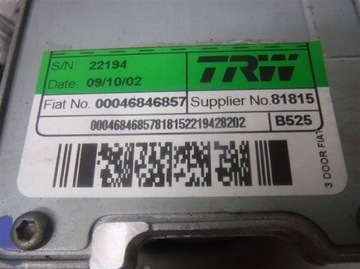 S/N: 22194
Date: 09/10/02
TRW
Fiat No. 00046846857 Supplier No. 81815
00046846857818152219428202 B525
3 DOOR FIAT